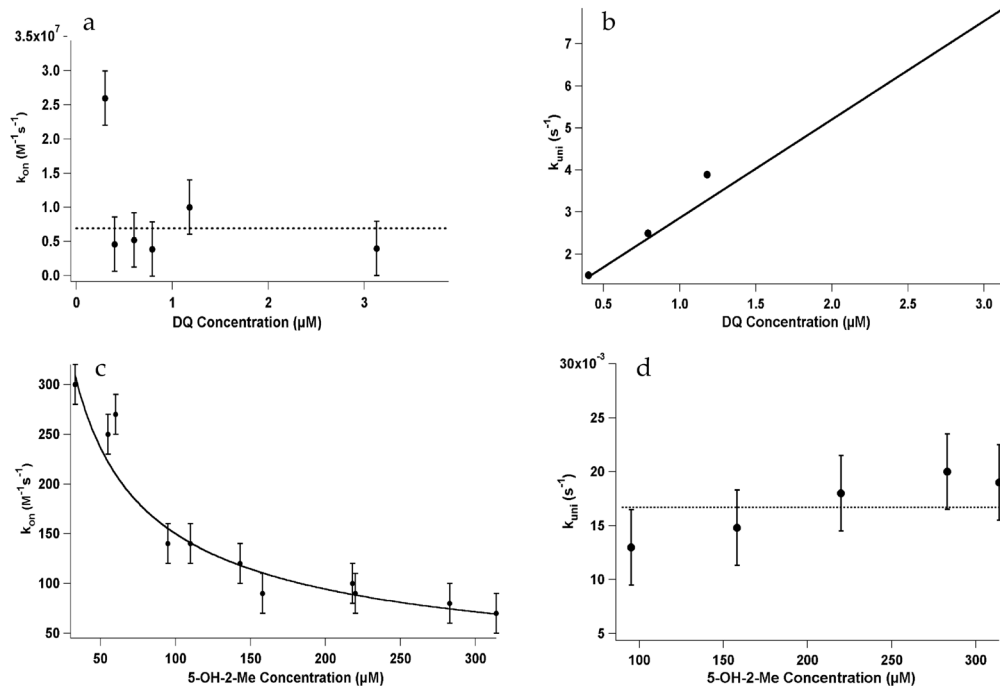 a
3.5x10⁷
3.0
2.5
2.0
1.5
1.0
0.5
0.0
kon (M⁻¹s⁻¹)
0 1 2 3
DQ Concentration (µM)
b
7
6
5
4
3
2
kuni (s⁻¹)
0.5 1.0 1.5 2.0 2.5 3.0
DQ Concentration (µM)
c
300
250
200
150
100
50
kon (M⁻¹s⁻¹)
50 100 150 200 250 300
5-OH-2-Me Concentration (µM)
d
30x10⁻³
25
20
15
10
5
kuni (s⁻¹)
100 150 200 250 300
5-OH-2-Me Concentration (µM)